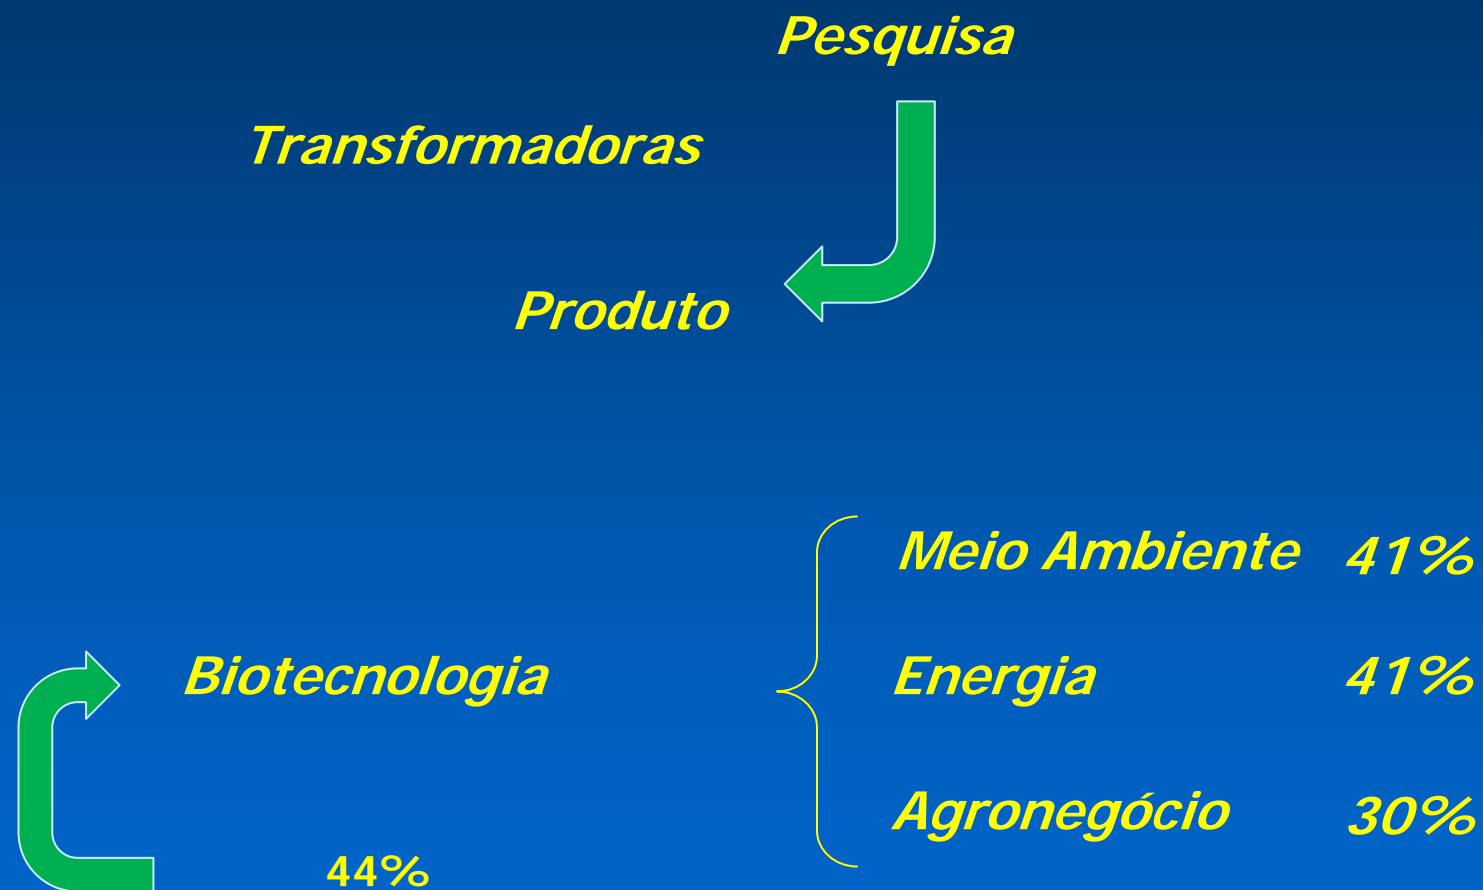 Pesquisa
Transformadoras
Produto
Meio Ambiente 41%
Biotecnologia
Energia 41%
Agronegócio 30%
44%